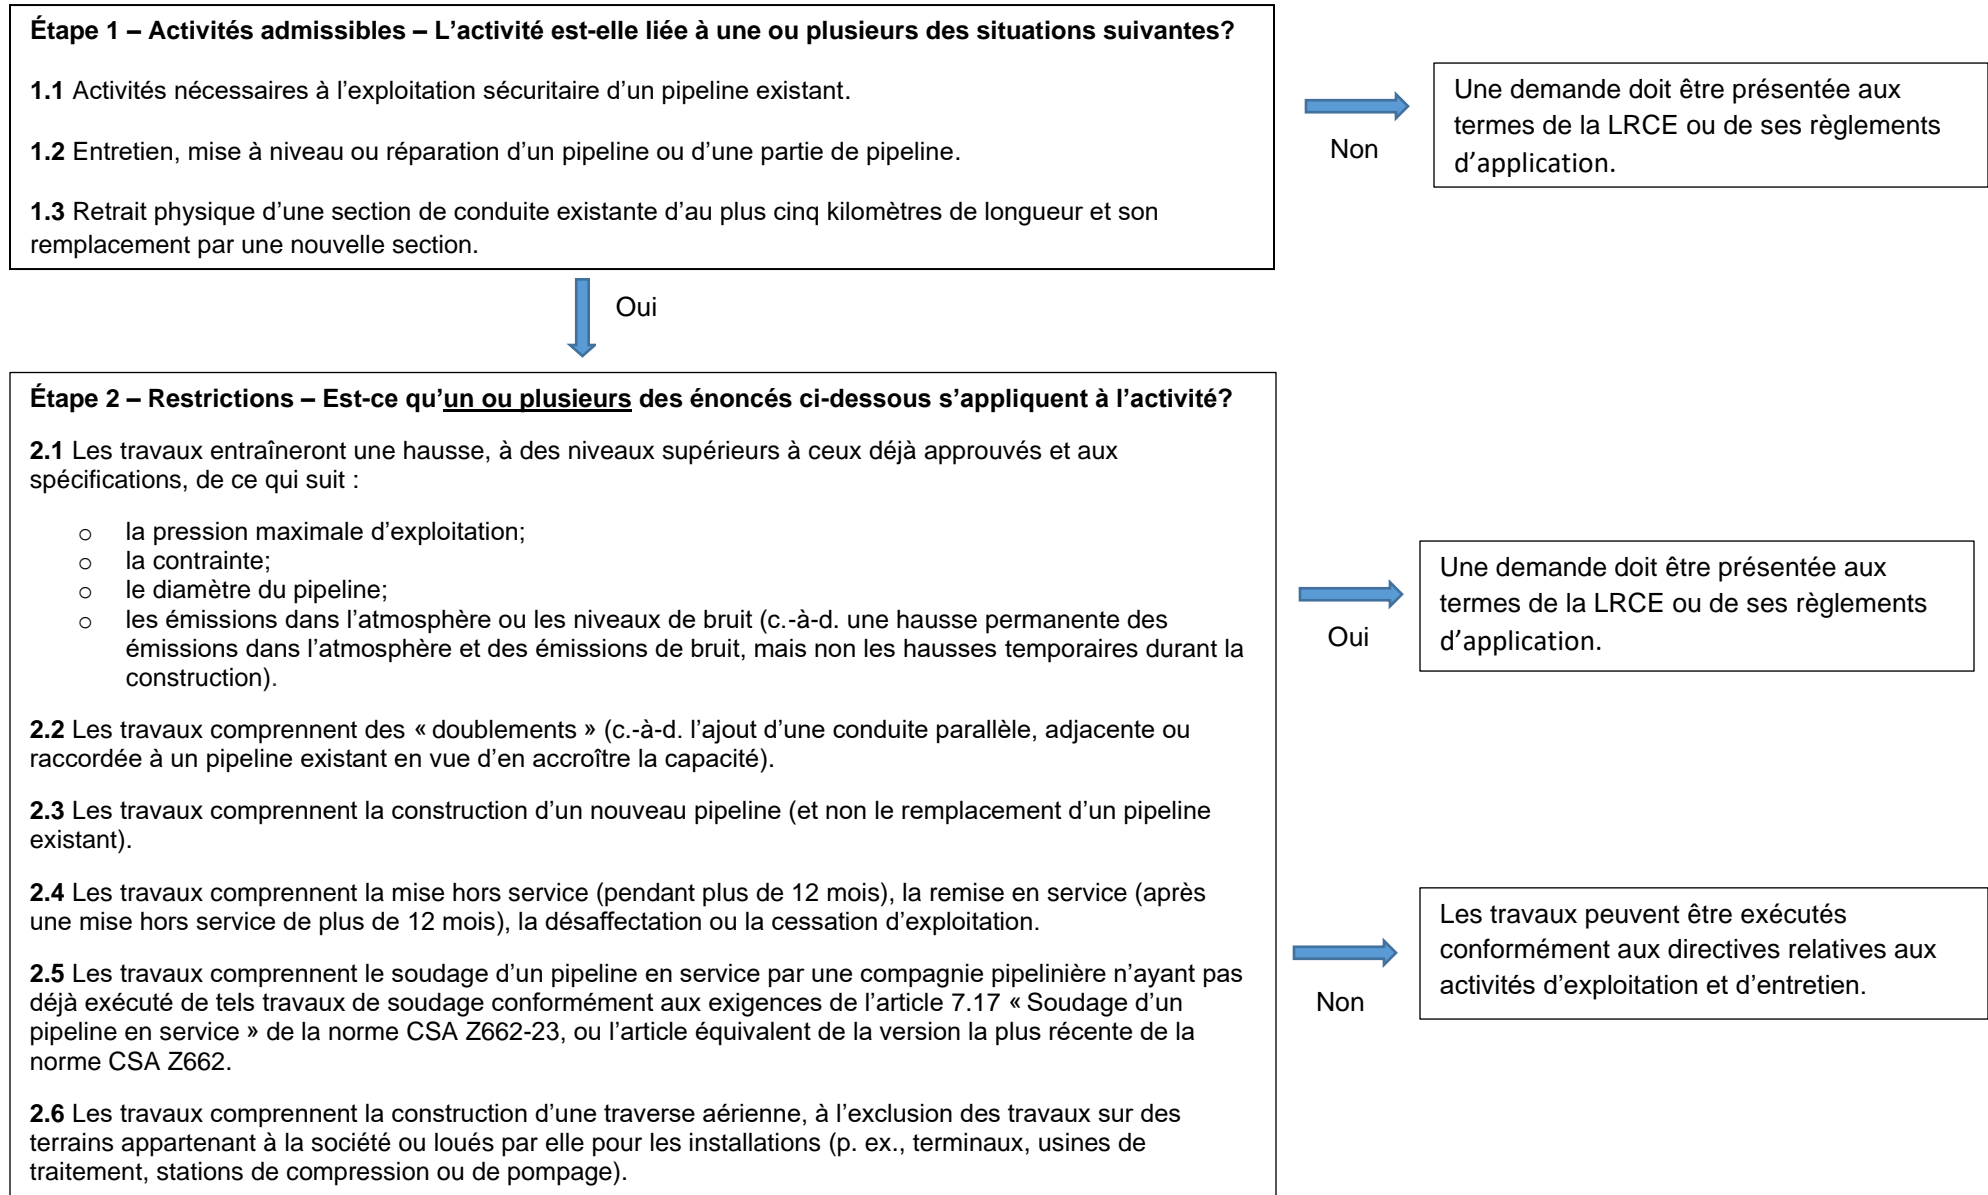 Étape 1 – Activités admissibles – L’activité est-elle liée à une ou plusieurs des situations suivantes?
1.1 Activités nécessaires à l’exploitation sécuritaire d’un pipeline existant.
1.2 Entretien, mise à niveau ou réparation d’un pipeline ou d’une partie de pipeline.
1.3 Retrait physique d’une section de conduite existante d’au plus cinq kilomètres de longueur et son
remplacement par une nouvelle section.
Non
Une demande doit être présentée aux
termes de la LRCE ou de ses règlements
d’application.
Oui
Étape 2 – Restrictions – Est-ce qu’un ou plusieurs des énoncés ci-dessous s’appliquent à l’activité?
2.1 Les travaux entraîneront une hausse, à des niveaux supérieurs à ceux déjà approuvés et aux
spécifications, de ce qui suit :
o la pression maximale d’exploitation;
o la contrainte;
o le diamètre du pipeline;
o les émissions dans l’atmosphère ou les niveaux de bruit (c.-à-d. une hausse permanente des
émissions dans l’atmosphère et des émissions de bruit, mais non les hausses temporaires durant la
construction).
2.2 Les travaux comprennent des « doublements » (c.-à-d. l’ajout d’une conduite parallèle, adjacente ou
raccordée à un pipeline existant en vue d’en accroître la capacité).
2.3 Les travaux comprennent la construction d’un nouveau pipeline (et non le remplacement d’un pipeline
existant).
2.4 Les travaux comprennent la mise hors service (pendant plus de 12 mois), la remise en service (après
une mise hors service de plus de 12 mois), la désaffectation ou la cessation d’exploitation.
2.5 Les travaux comprennent le soudage d’un pipeline en service par une compagnie pipelinière n’ayant pas
déjà exécuté de tels travaux de soudage conformément aux exigences de l’article 7.17 « Soudage d’un
pipeline en service » de la norme CSA Z662-23, ou l’article équivalent de la version la plus récente de la
norme CSA Z662.
2.6 Les travaux comprennent la construction d’une traverse aérienne, à l’exclusion des travaux sur des
terrains appartenant à la société ou loués par elle pour les installations (p. ex., terminaux, usines de
traitement, stations de compression ou de pompage).
Oui
Une demande doit être présentée aux
termes de la LRCE ou de ses règlements
d’application.
Non
Les travaux peuvent être exécutés
conformément aux directives relatives aux
activités d’exploitation et d’entretien.